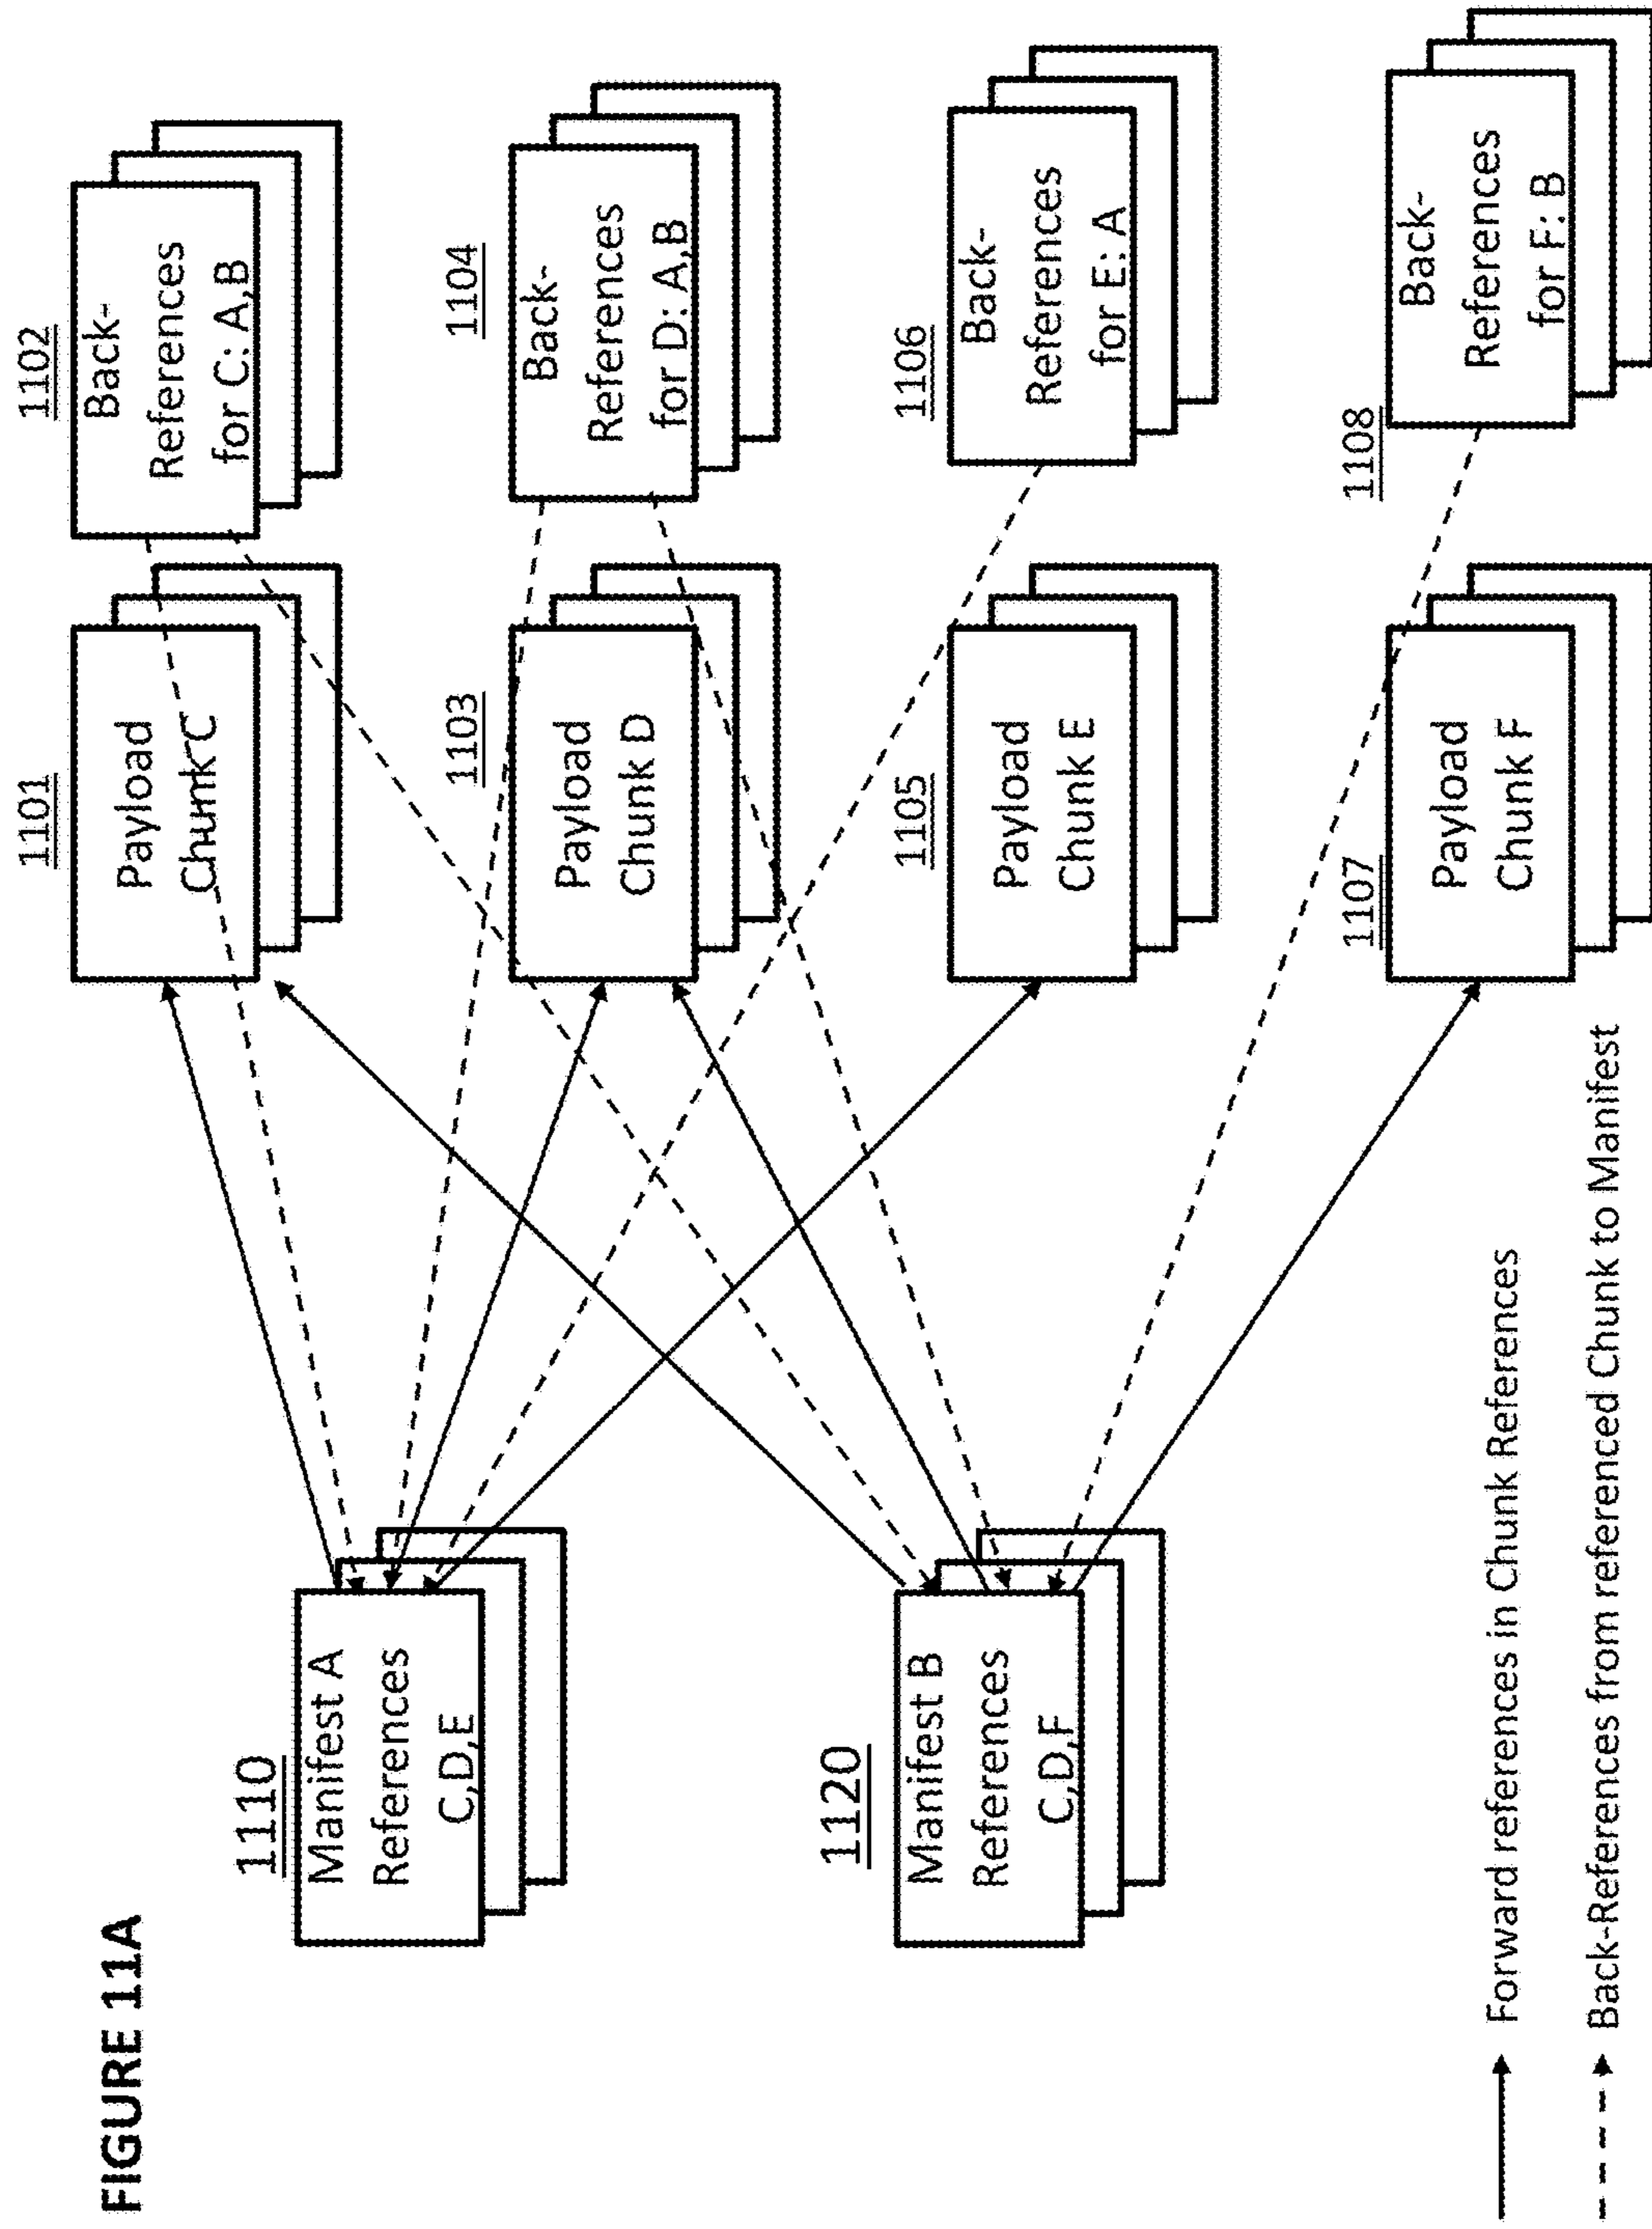 FIGURE 11A
1110
Manifest A
References
C,D,E
1120
Manifest B
References
C,D,F
1101
Payload
Chunk C
1102
Back-
References
for C: A,B
1103
Payload
Chunk D
1104
Back-
References
for D: A,B
1105
Payload
Chunk E
1106
Back-
References
for E: A
1107
Payload
Chunk F
1108
Back-
References
for F: B
Forward references in Chunk References
Back-References from referenced Chunk to Manifest